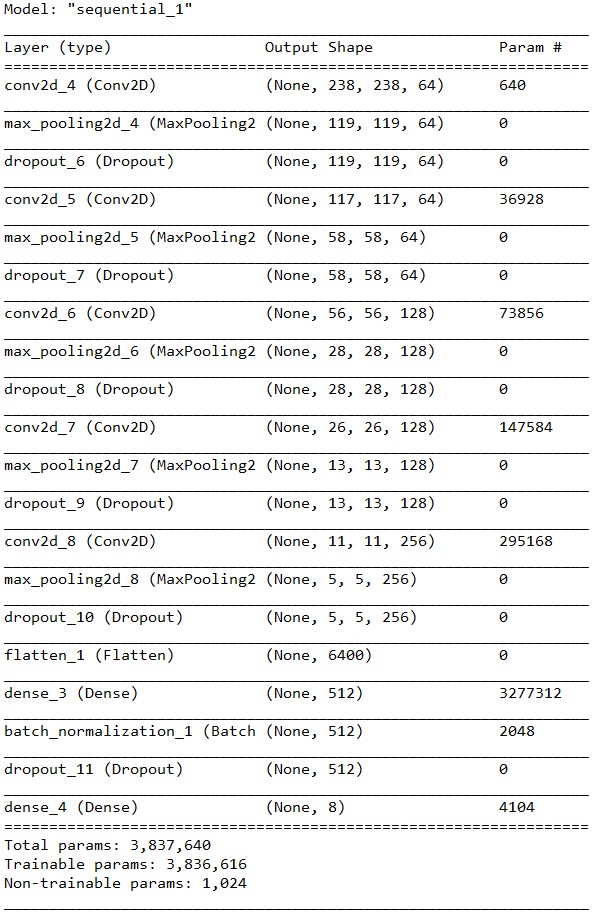 Model: "sequential_1"
Layer (type) Output Shape Param #
conv2d_4 (Conv2D) (None, 238, 238, 64) 640
max_pooling2d_4 (MaxPooling2 (None, 119, 119, 64) 0
dropout_6 (Dropout) (None, 119, 119, 64) 0
conv2d_5 (Conv2D) (None, 117, 117, 64) 36928
max_pooling2d_5 (MaxPooling2 (None, 58, 58, 64) 0
dropout_7 (Dropout) (None, 58, 58, 64) 0
conv2d_6 (Conv2D) (None, 56, 56, 128) 73856
max_pooling2d_6 (MaxPooling2 (None, 28, 28, 128) 0
dropout_8 (Dropout) (None, 28, 28, 128) 0
conv2d_7 (Conv2D) (None, 26, 26, 128) 147584
max_pooling2d_7 (MaxPooling2 (None, 13, 13, 128) 0
dropout_9 (Dropout) (None, 13, 13, 128) 0
conv2d_8 (Conv2D) (None, 11, 11, 256) 295168
max_pooling2d_8 (MaxPooling2 (None, 5, 5, 256) 0
dropout_10 (Dropout) (None, 5, 5, 256) 0
flatten_1 (Flatten) (None, 6400) 0
dense_3 (Dense) (None, 512) 3277312
batch_normalization_1 (Batch (None, 512) 2048
dropout_11 (Dropout) (None, 512) 0
dense_4 (Dense) (None, 8) 4104
Total params: 3,837,640
Trainable params: 3,836,616
Non-trainable params: 1,024